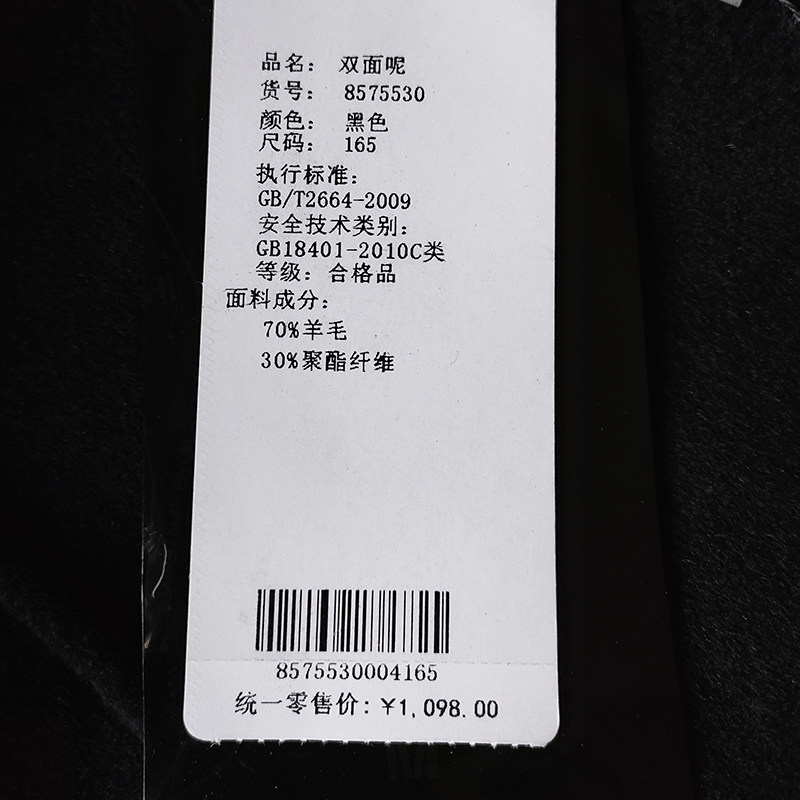 品名： 双面呢
货号： 8575530
颜色： 黑色
尺码： 165
执行标准：
GB/T2664-2009
安全技术类别：
GB18401-2010C类
等级：合格品
面料成分：
70%羊毛
30%聚酯纤维
8575530004165
统一零售价：¥1,098.00